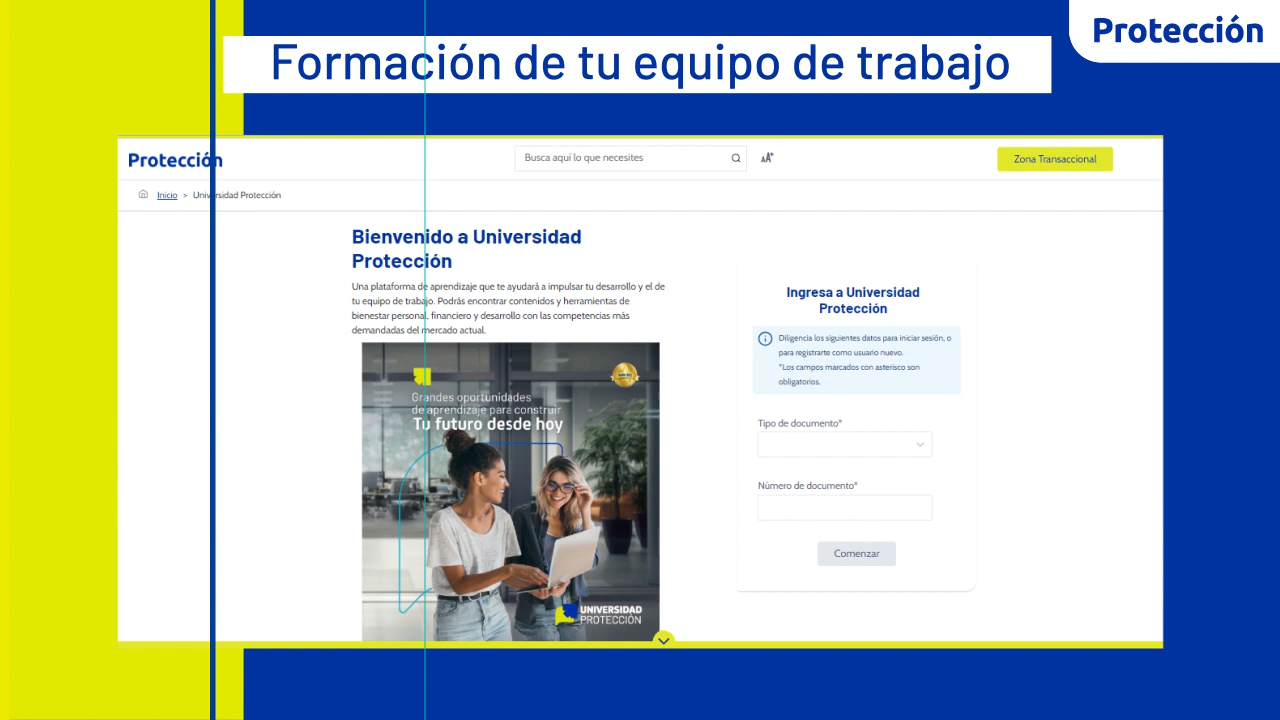 Formación de tu equipo de trabajo
Protección
Protección
Busca aquí lo que necesites
Zona Transaccional
Inicio > Universidad Protección
Bienvenido a Universidad
Protección
Una plataforma de aprendizaje que te ayudará a impulsar tu desarrollo y el de
tu equipo de trabajo. Podrás encontrar contenidos y herramientas de
bienestar personal, financiero y desarrollo con las competencias más
demandadas del mercado actual.
Grandes oportunidades
de aprendizaje para construir
Tu futuro desde hoy
UNIVERSIDAD
PROTECCIÓN
Ingresa a Universidad
Protección
Diligencia los siguientes datos para iniciar sesión, o
para registrarte como usuario nuevo.
*Los campos marcados con asterisco son
obligatorios.
Tipo de documento*
Número de documento*
Comenzar